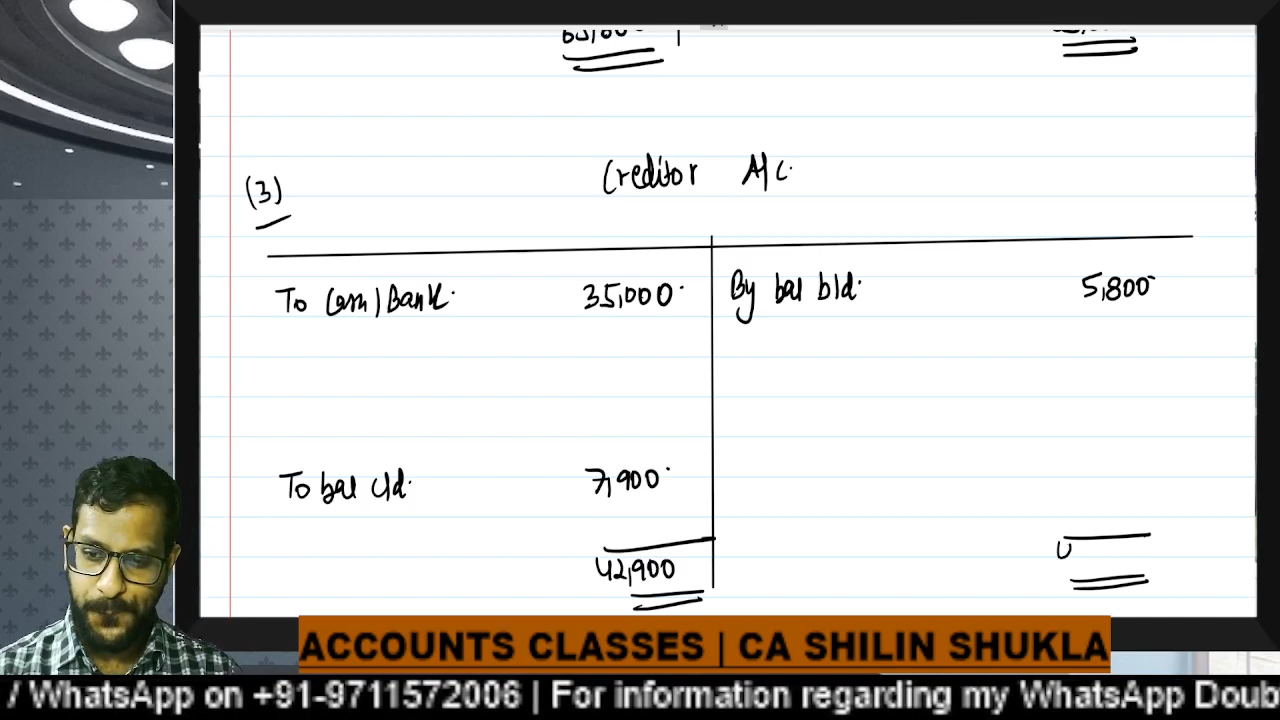 (3)
Creditor A/c.
To Cash/Bank. 35,000 By bal b/d. 5,800
To bal c/d. 7,900
42,900
ACCOUNTS CLASSES | CA SHILIN SHUKLA
/ WhatsApp on +91-9711572006 | For information regarding my WhatsApp Doub